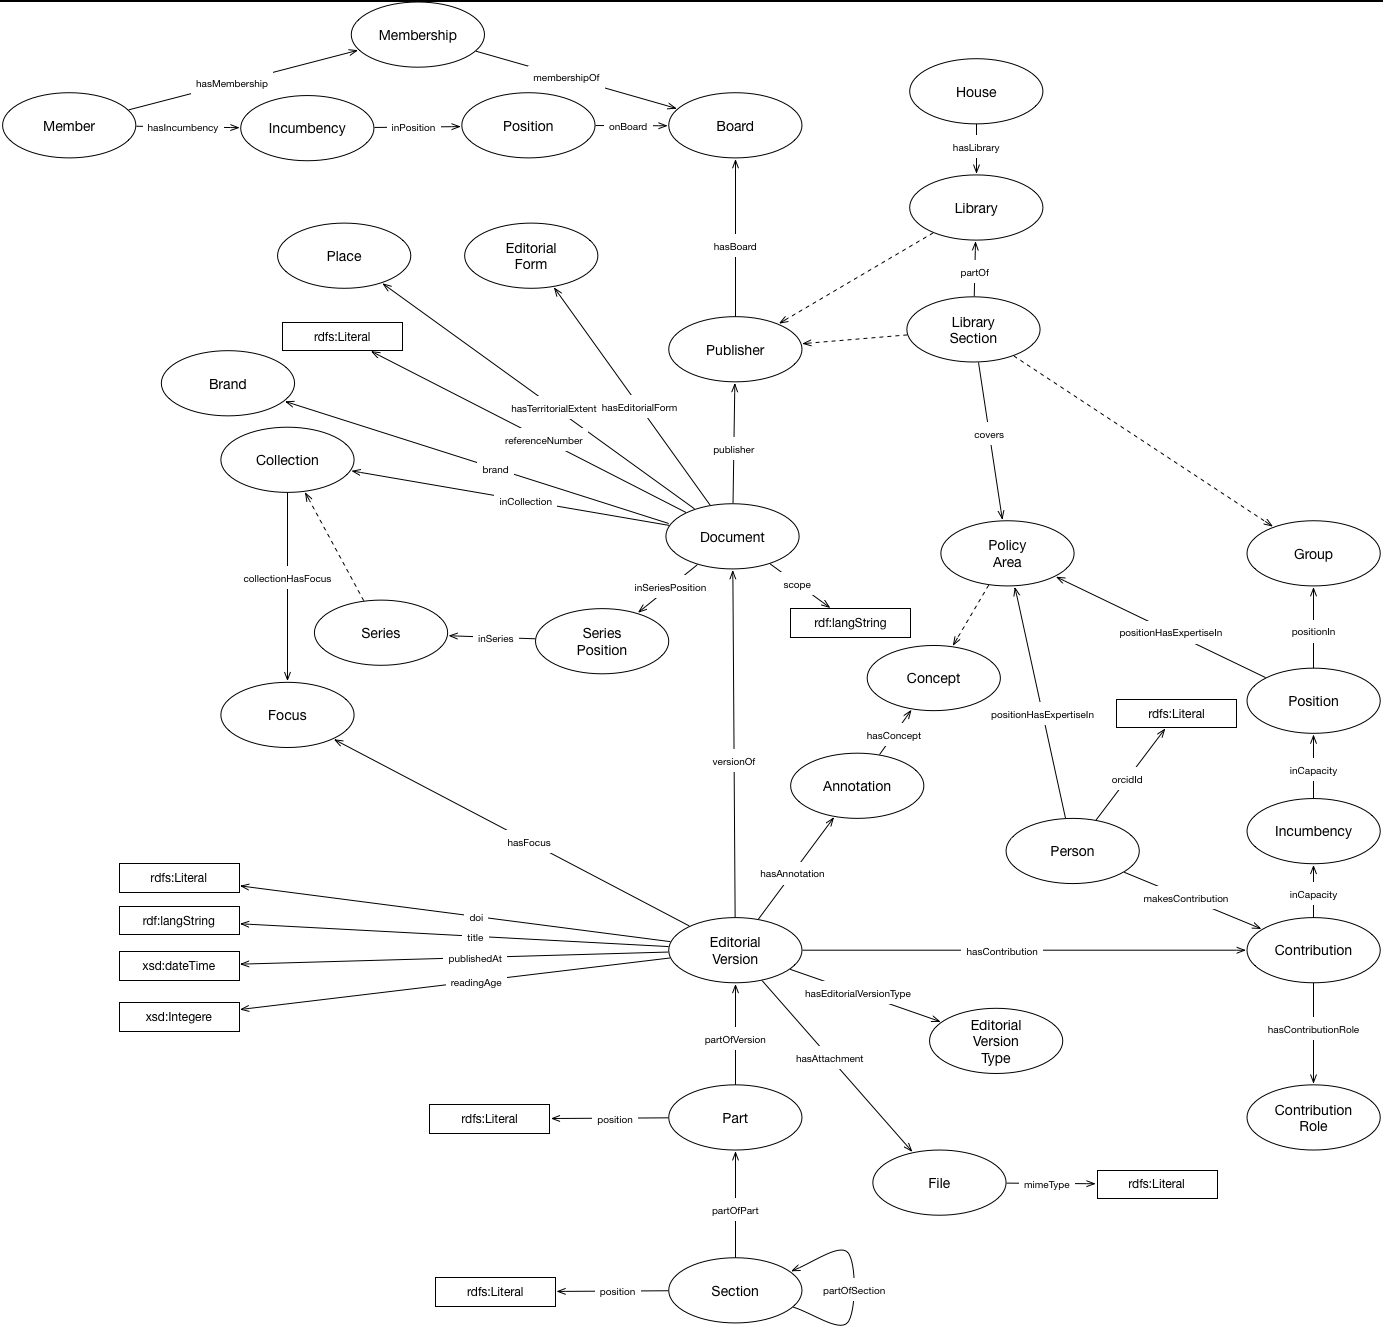 Membership
hasMembership
membershipOf
House
Member
hasIncumbency
Incumbency
inPosition
Position
onBoard
Board
hasLibrary
Library
Place
Editorial
Form
hasBoard
partOf
rdfs:Literal
Publisher
Library
Section
Brand
hasTerritorialExtent
hasEditorialForm
referenceNumber
publisher
covers
Collection
brand
inCollection
Document
Policy
Area
Group
collectionHasFocus
inSeriesPosition
scope
rdf:langString
Series
inSeries
Series
Position
positionHasExpertiseIn
positionIn
Concept
Focus
positionHasExpertiseIn
rdfs:Literal
Position
hasConcept
versionOf
orcidId
inCapacity
Annotation
hasFocus
Incumbency
Person
rdfs:Literal
hasAnnotation
makesContribution
inCapacity
rdf:langString
doi
title
Editorial
Version
hasContribution
Contribution
xsd:dateTime
publishedAt
readingAge
hasEditorialVersionType
xsd:Integere
Editorial
Version
Type
partOfVersion
hasAttachment
hasContributionRole
rdfs:Literal
position
Part
Contribution
Role
File
mimeType
rdfs:Literal
partOfPart
rdfs:Literal
position
Section
partOfSection